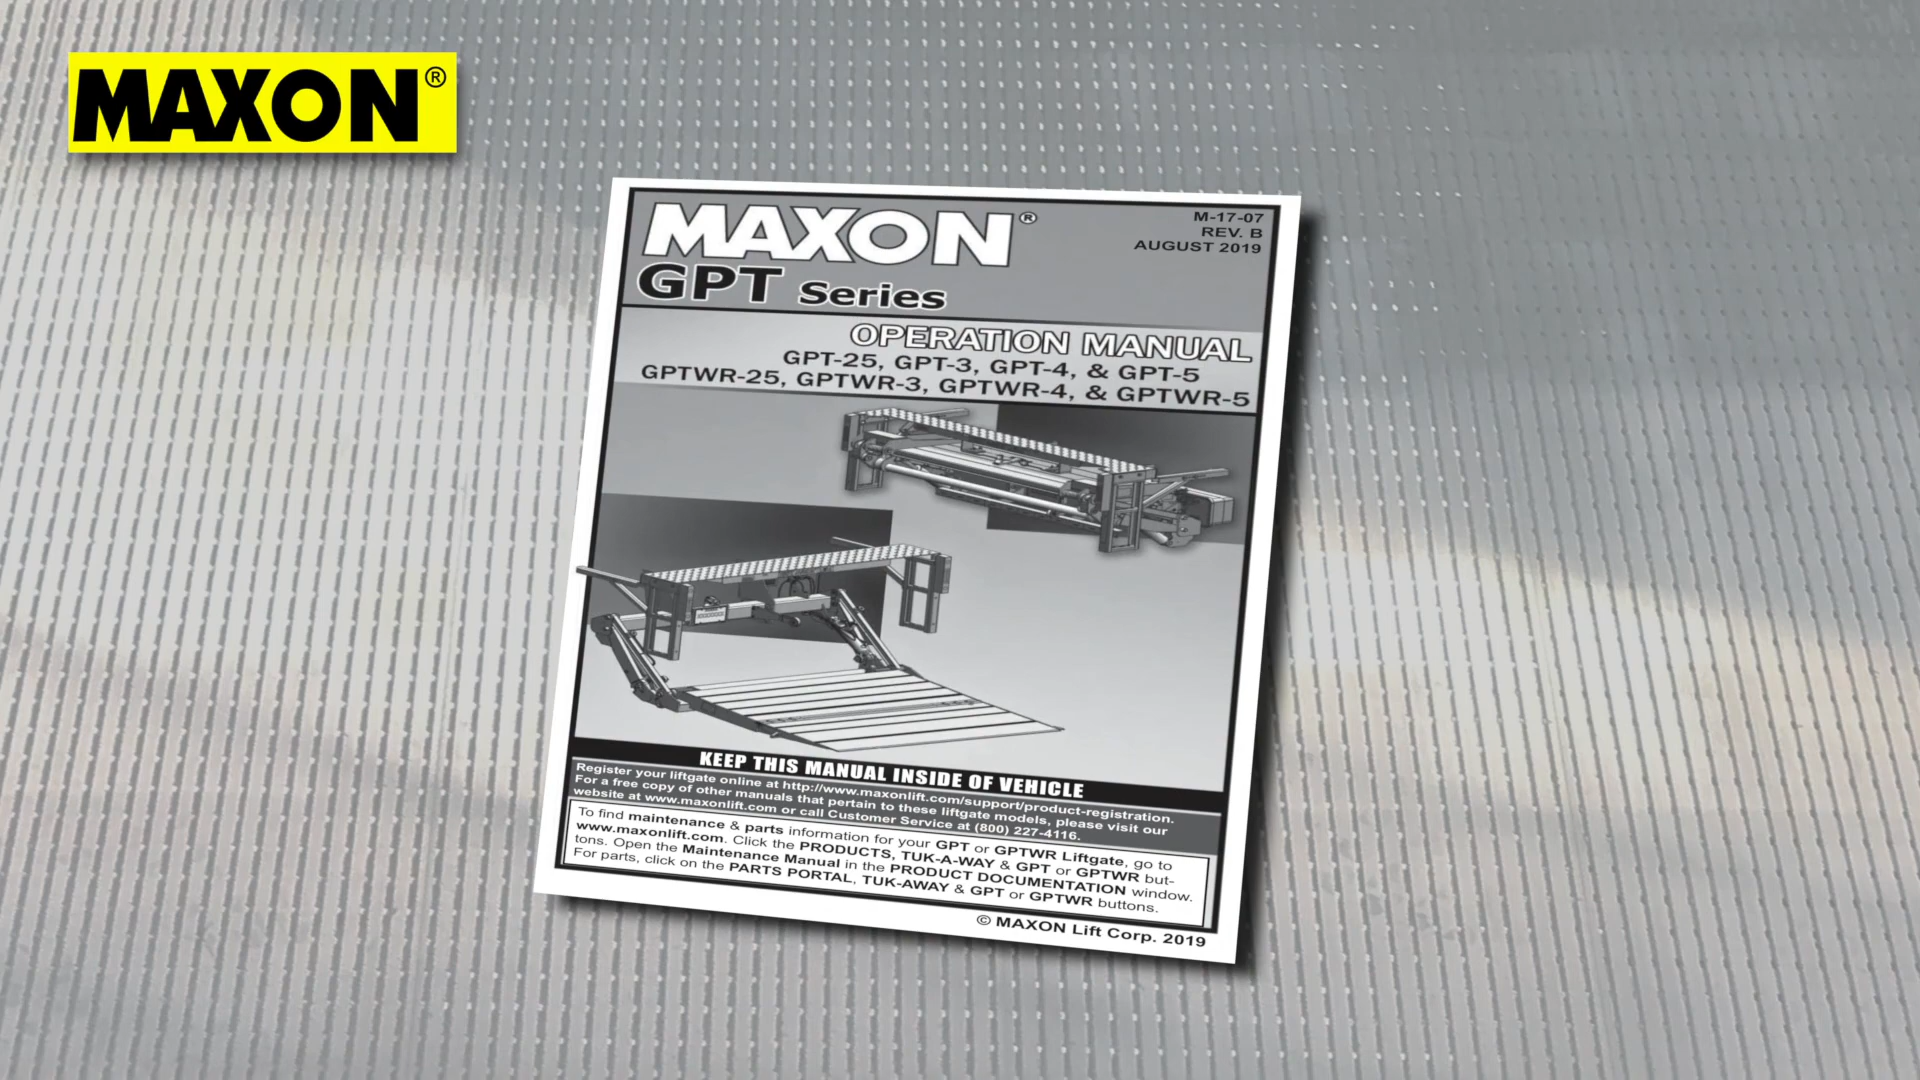 MAXON®
MAXON®
M-17-07
REV. B
AUGUST 2019
GPT Series
OPERATION MANUAL
GPT-25, GPT-3, GPT-4, & GPT-5
GPTWR-25, GPTWR-3, GPTWR-4, & GPTWR-5
KEEP THIS MANUAL INSIDE OF VEHICLE
Register your liftgate online at http://www.maxonlift.com/support/product-registration.
For a free copy of other manuals that pertain to these liftgate models, please visit our
website at www.maxonlift.com or call Customer Service at (800) 227-4116.
To find maintenance & parts information for your GPT or GPTWR Liftgate, go to
www.maxonlift.com. Click the PRODUCTS, TUK-A-WAY & GPT or GPTWR but-
tons. Open the Maintenance Manual in the PRODUCT DOCUMENTATION window.
For parts, click on the PARTS PORTAL, TUK-AWAY & GPT or GPTWR buttons.
© MAXON Lift Corp. 2019